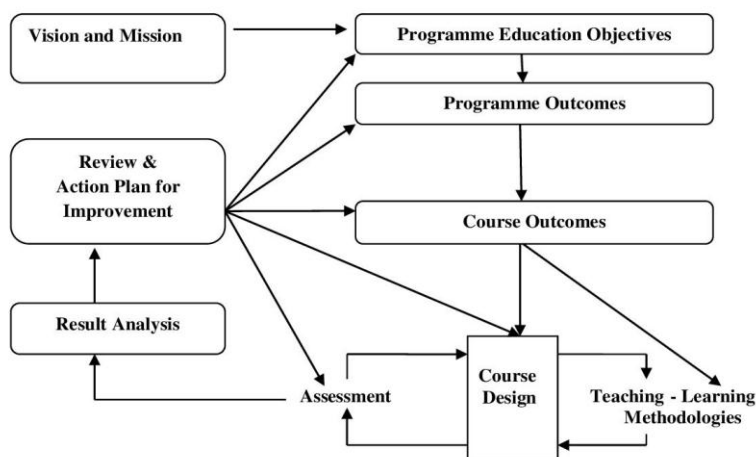 Vision and Mission
Programme Education Objectives
Programme Outcomes
Review &
Action Plan for
Improvement
Course Outcomes
Result Analysis
Assessment
Course
Design
Teaching - Learning
Methodologies